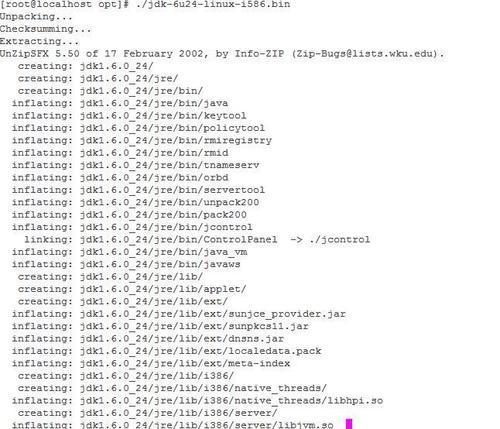 [root@localhost opt]# ./jdk-6u24-linux-i586.bin
Unpacking...
Checksumming...
Extracting...
UnZipSFX 5.50 of 17 February 2002, by Info-ZIP (Zip-Bugs@lists.wku.edu).
creating: jdk1.6.0_24/
creating: jdk1.6.0_24/jre/
creating: jdk1.6.0_24/jre/bin/
inflating: jdk1.6.0_24/jre/bin/java
inflating: jdk1.6.0_24/jre/bin/keytool
inflating: jdk1.6.0_24/jre/bin/policytool
inflating: jdk1.6.0_24/jre/bin/rmiregistry
inflating: jdk1.6.0_24/jre/bin/rmid
inflating: jdk1.6.0_24/jre/bin/tnameserv
inflating: jdk1.6.0_24/jre/bin/orbd
inflating: jdk1.6.0_24/jre/bin/servertool
inflating: jdk1.6.0_24/jre/bin/unpack200
inflating: jdk1.6.0_24/jre/bin/pack200
inflating: jdk1.6.0_24/jre/bin/jcontrol
linking: jdk1.6.0_24/jre/bin/ControlPanel -> ./jcontrol
inflating: jdk1.6.0_24/jre/bin/java_vm
inflating: jdk1.6.0_24/jre/bin/javaws
creating: jdk1.6.0_24/jre/lib/
creating: jdk1.6.0_24/jre/lib/applet/
creating: jdk1.6.0_24/jre/lib/ext/
inflating: jdk1.6.0_24/jre/lib/ext/sunjce_provider.jar
inflating: jdk1.6.0_24/jre/lib/ext/sunpkcs11.jar
inflating: jdk1.6.0_24/jre/lib/ext/dnsns.jar
inflating: jdk1.6.0_24/jre/lib/ext/localedata.pack
inflating: jdk1.6.0_24/jre/lib/ext/meta-index
creating: jdk1.6.0_24/jre/lib/i386/
creating: jdk1.6.0_24/jre/lib/i386/native_threads/
inflating: jdk1.6.0_24/jre/lib/i386/native_threads/libhpi.so
creating: jdk1.6.0_24/jre/lib/i386/server/
inflating: jdk1.6.0_24/jre/lib/i386/server/libjvm.so